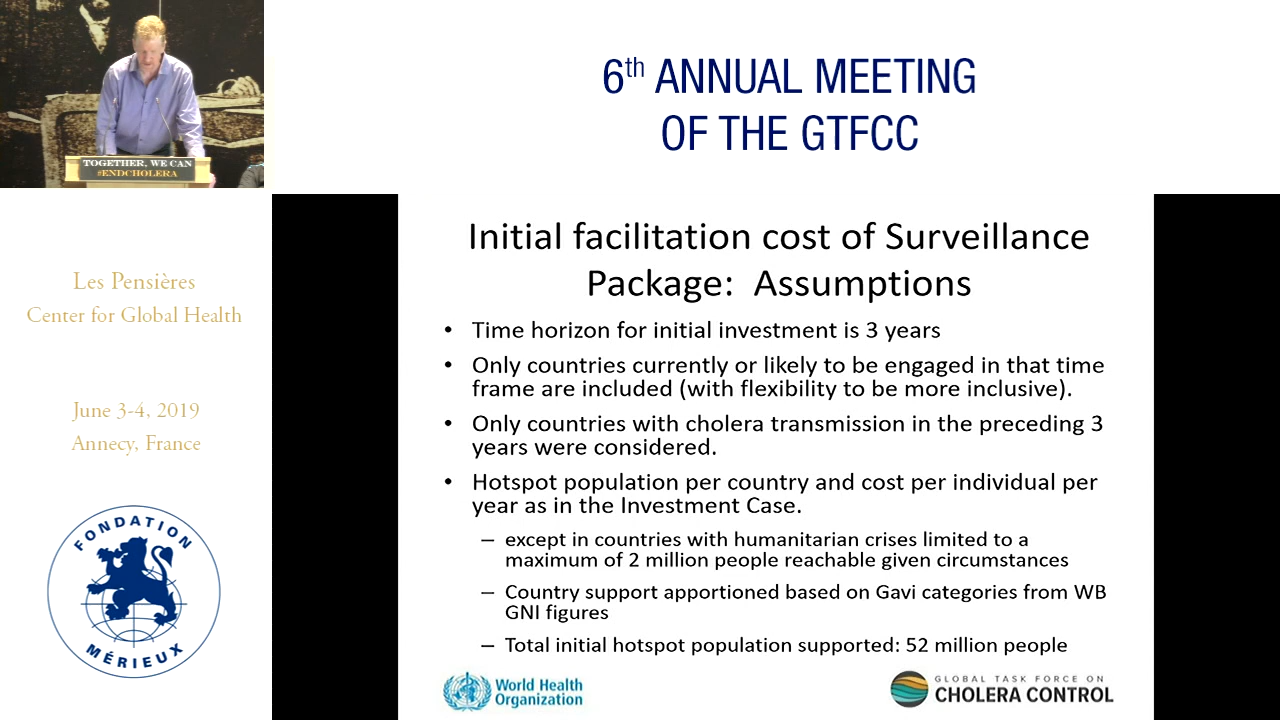 6th ANNUAL MEETING
OF THE GTFCC
TOGETHER, WE CAN
#ENDCHOLERA
Les Pensières
Center for Global Health
June 3-4, 2019
Annecy, France
FONDATION
MÉRIEUX
Initial facilitation cost of Surveillance
Package: Assumptions
• Time horizon for initial investment is 3 years
• Only countries currently or likely to be engaged in that time
frame are included (with flexibility to be more inclusive).
• Only countries with cholera transmission in the preceding 3
years were considered.
• Hotspot population per country and cost per individual per
year as in the Investment Case.
– except in countries with humanitarian crises limited to a
maximum of 2 million people reachable given circumstances
– Country support apportioned based on Gavi categories from WB
GNI figures
– Total initial hotspot population supported: 52 million people
World Health
Organization
GLOBAL TASK FORCE ON
CHOLERA CONTROL